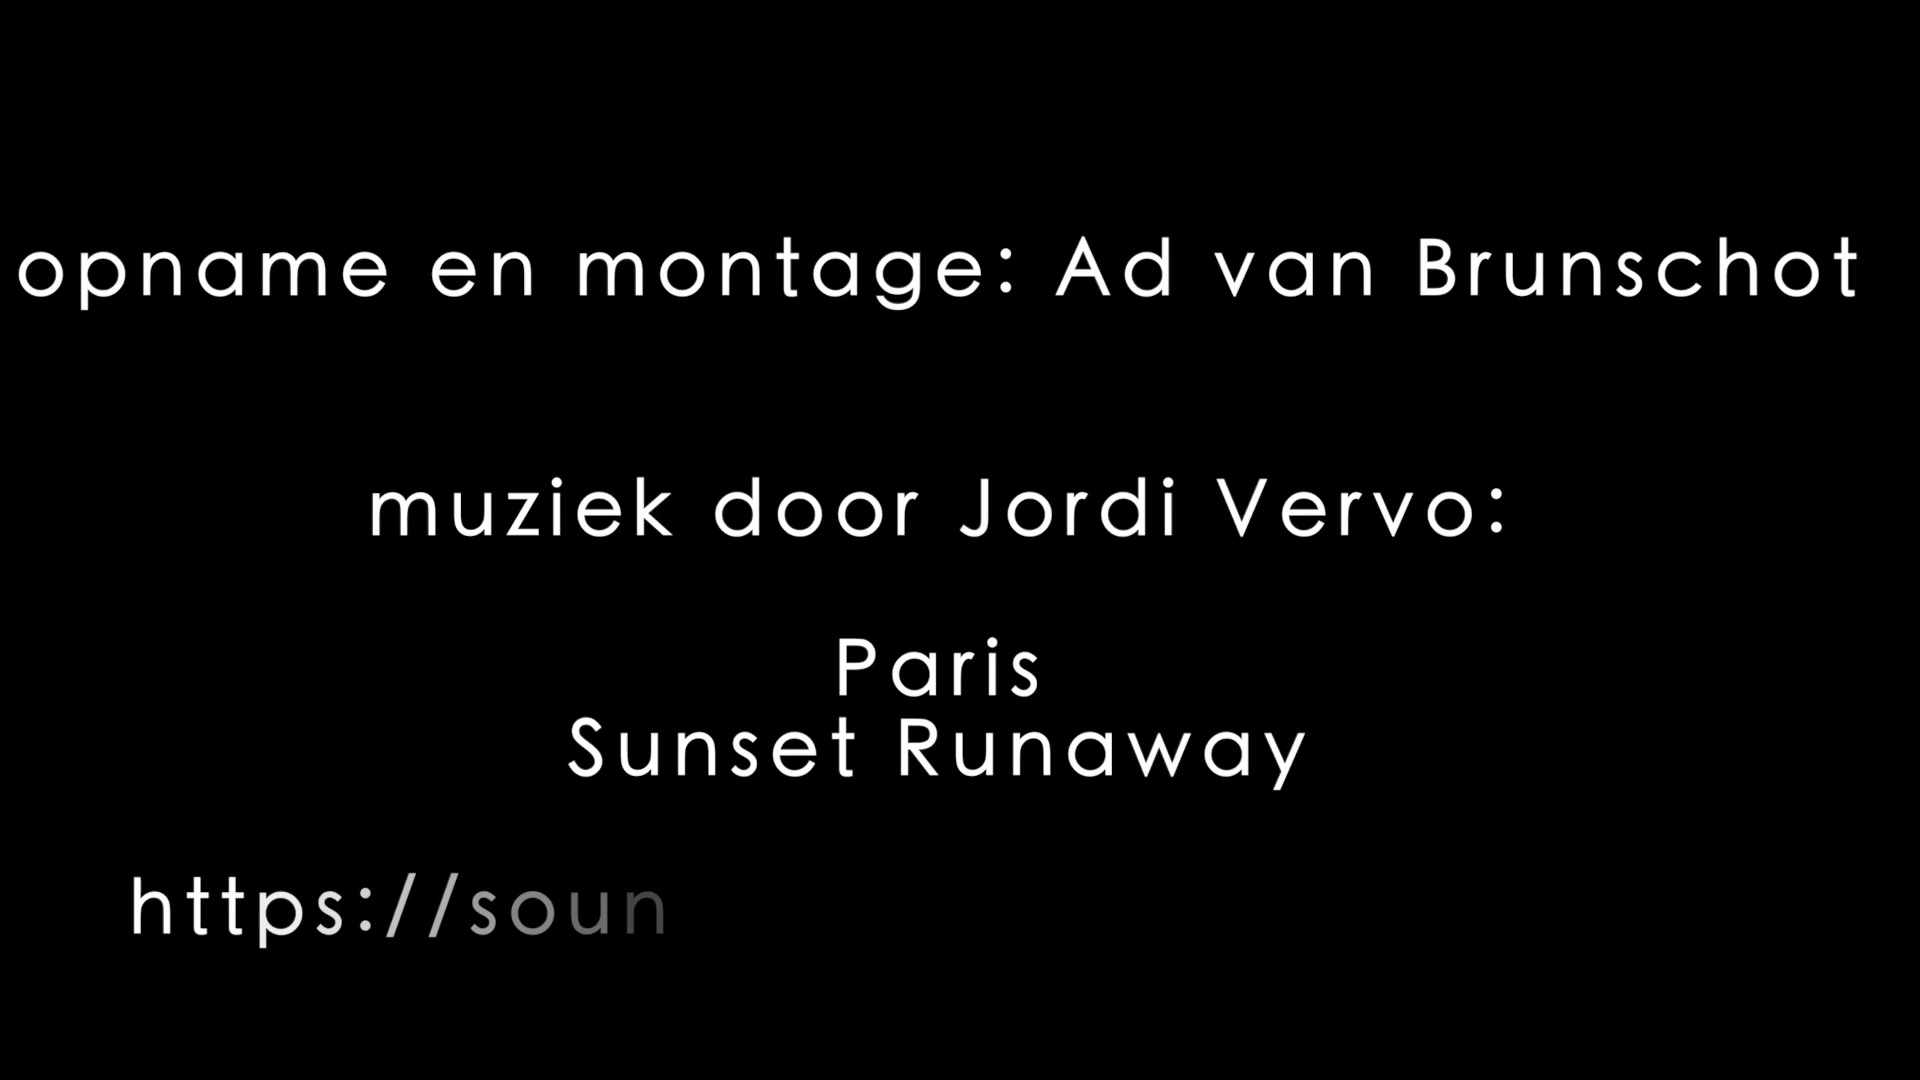 opname en montage: Ad van Brunschot
muziek door Jordi Vervo:
Paris
Sunset Runaway
https://soun